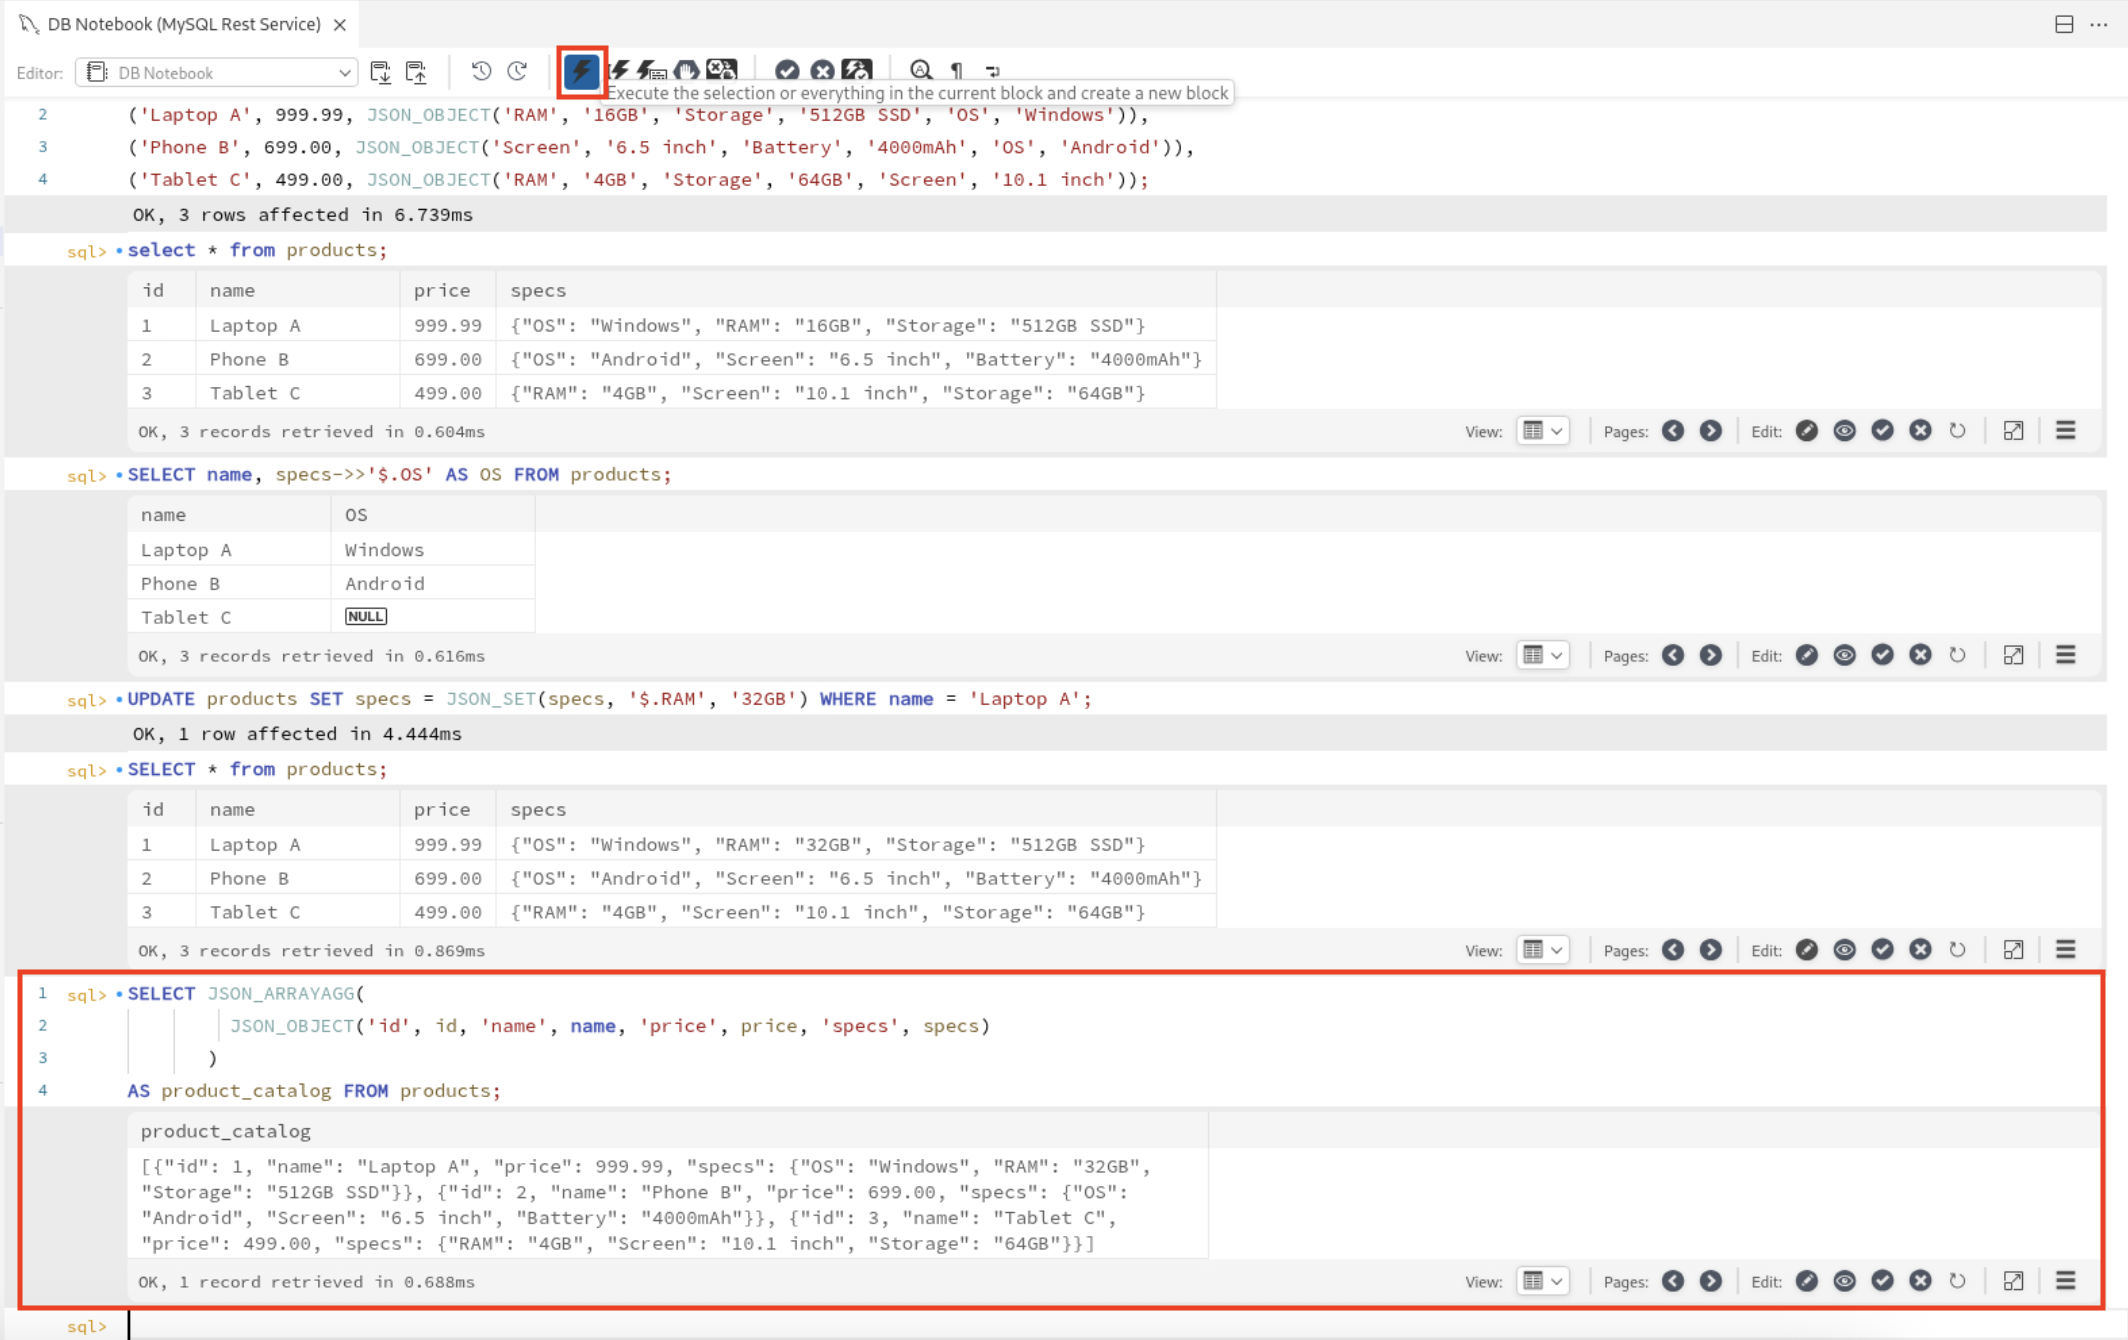 DB Notebook (MySQL Rest Service)
Editor: DB Notebook
Execute the selection or everything in the current block and create a new block
2 ('Laptop A', 999.99, JSON_OBJECT('RAM', '16GB', 'Storage', '512GB SSD', 'OS', 'Windows')),
3 ('Phone B', 699.00, JSON_OBJECT('Screen', '6.5 inch', 'Battery', '4000mAh', 'OS', 'Android')),
4 ('Tablet C', 499.00, JSON_OBJECT('RAM', '4GB', 'Storage', '64GB', 'Screen', '10.1 inch'));
OK, 3 rows affected in 6.739ms
sql> select * from products;
id name price specs
1 Laptop A 999.99 {"OS": "Windows", "RAM": "16GB", "Storage": "512GB SSD"}
2 Phone B 699.00 {"OS": "Android", "Screen": "6.5 inch", "Battery": "4000mAh"}
3 Tablet C 499.00 {"RAM": "4GB", "Screen": "10.1 inch", "Storage": "64GB"}
OK, 3 records retrieved in 0.604ms View: Pages: Edit:
sql> SELECT name, specs->>'$.OS' AS OS FROM products;
name OS
Laptop A Windows
Phone B Android
Tablet C NULL
OK, 3 records retrieved in 0.616ms View: Pages: Edit:
sql> UPDATE products SET specs = JSON_SET(specs, '$.RAM', '32GB') WHERE name = 'Laptop A';
OK, 1 row affected in 4.444ms
sql> SELECT * from products;
id name price specs
1 Laptop A 999.99 {"OS": "Windows", "RAM": "32GB", "Storage": "512GB SSD"}
2 Phone B 699.00 {"OS": "Android", "Screen": "6.5 inch", "Battery": "4000mAh"}
3 Tablet C 499.00 {"RAM": "4GB", "Screen": "10.1 inch", "Storage": "64GB"}
OK, 3 records retrieved in 0.869ms View: Pages: Edit:
1 sql> SELECT JSON_ARRAYAGG(
2 JSON_OBJECT('id', id, 'name', name, 'price', price, 'specs', specs)
3 )
4 AS product_catalog FROM products;
product_catalog
[{"id": 1, "name": "Laptop A", "price": 999.99, "specs": {"OS": "Windows", "RAM": "32GB",
"Storage": "512GB SSD"}}, {"id": 2, "name": "Phone B", "price": 699.00, "specs": {"OS":
"Android", "Screen": "6.5 inch", "Battery": "4000mAh"}}, {"id": 3, "name": "Tablet C",
"price": 499.00, "specs": {"RAM": "4GB", "Screen": "10.1 inch", "Storage": "64GB"}}]
OK, 1 record retrieved in 0.688ms View: Pages: Edit:
sql>